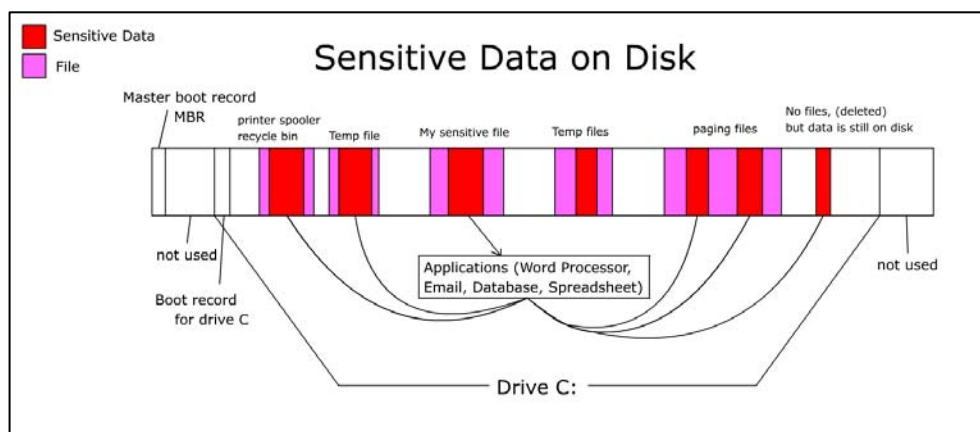 Sensitive Data
File
Sensitive Data on Disk
Master boot record
MBR
printer spooler
recycle bin
Temp file
My sensitive file
Temp files
paging files
No files, (deleted)
but data is still on disk
not used
Boot record
for drive C
Applications (Word Processor,
Email, Database, Spreadsheet)
not used
Drive C: